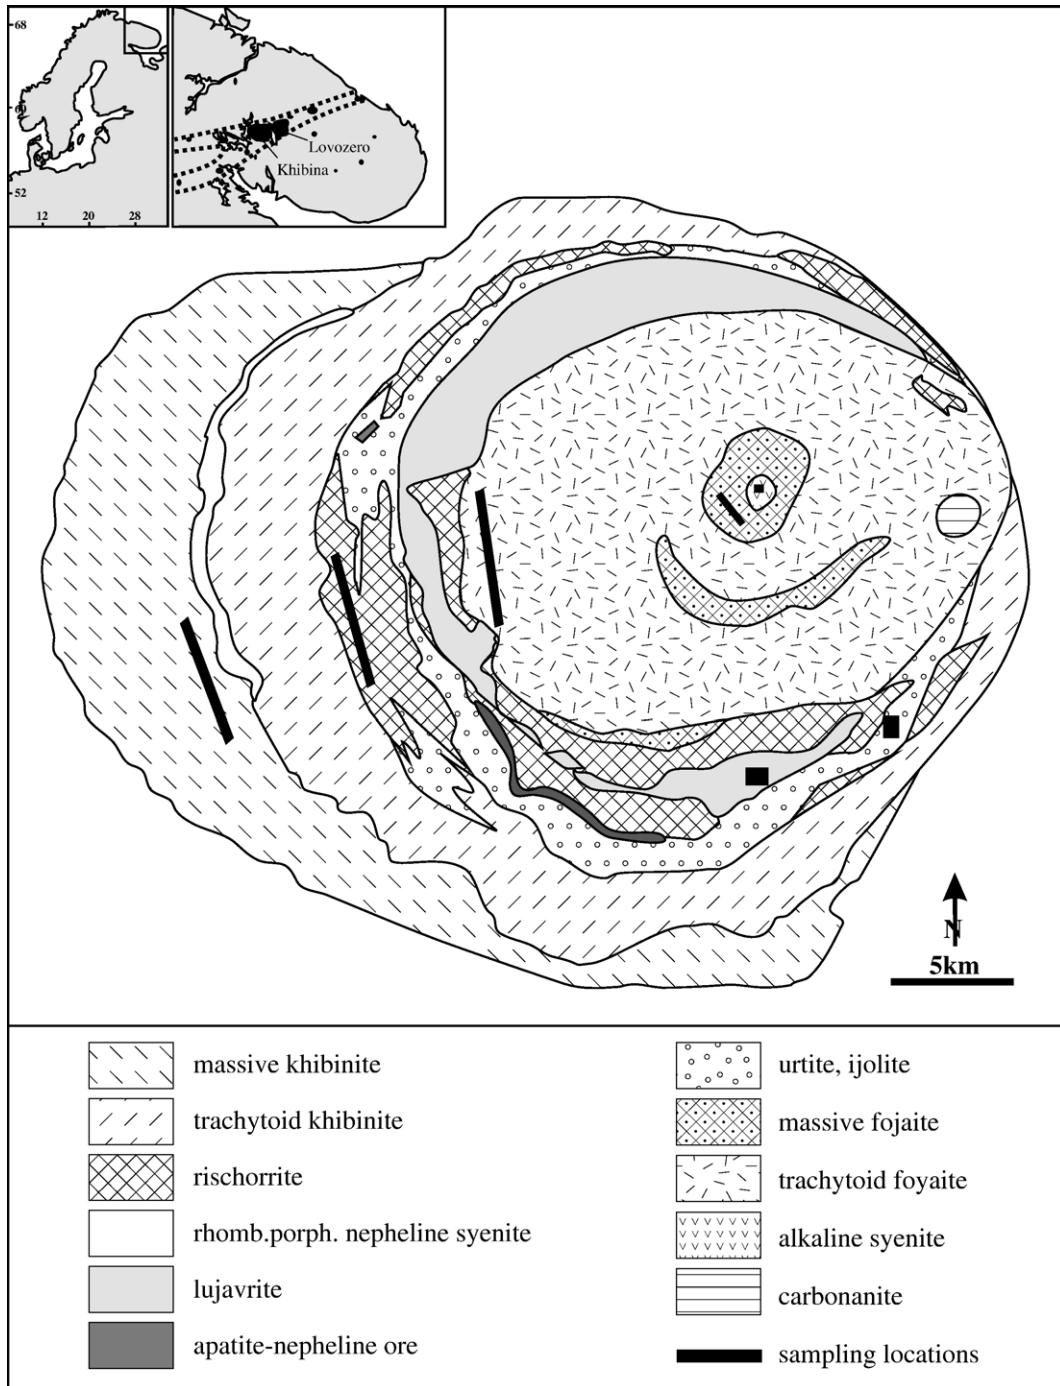 68
60
52
12 20 28
Lovozero
Khibina
N
5km
massive khibinite
trachytoid khibinite
rischorrite
rhomb.porph. nepheline syenite
lujavrite
apatite-nepheline ore
urtite, ijolite
massive fojaite
trachytoid foyaite
alkaline syenite
carbonanite
sampling locations